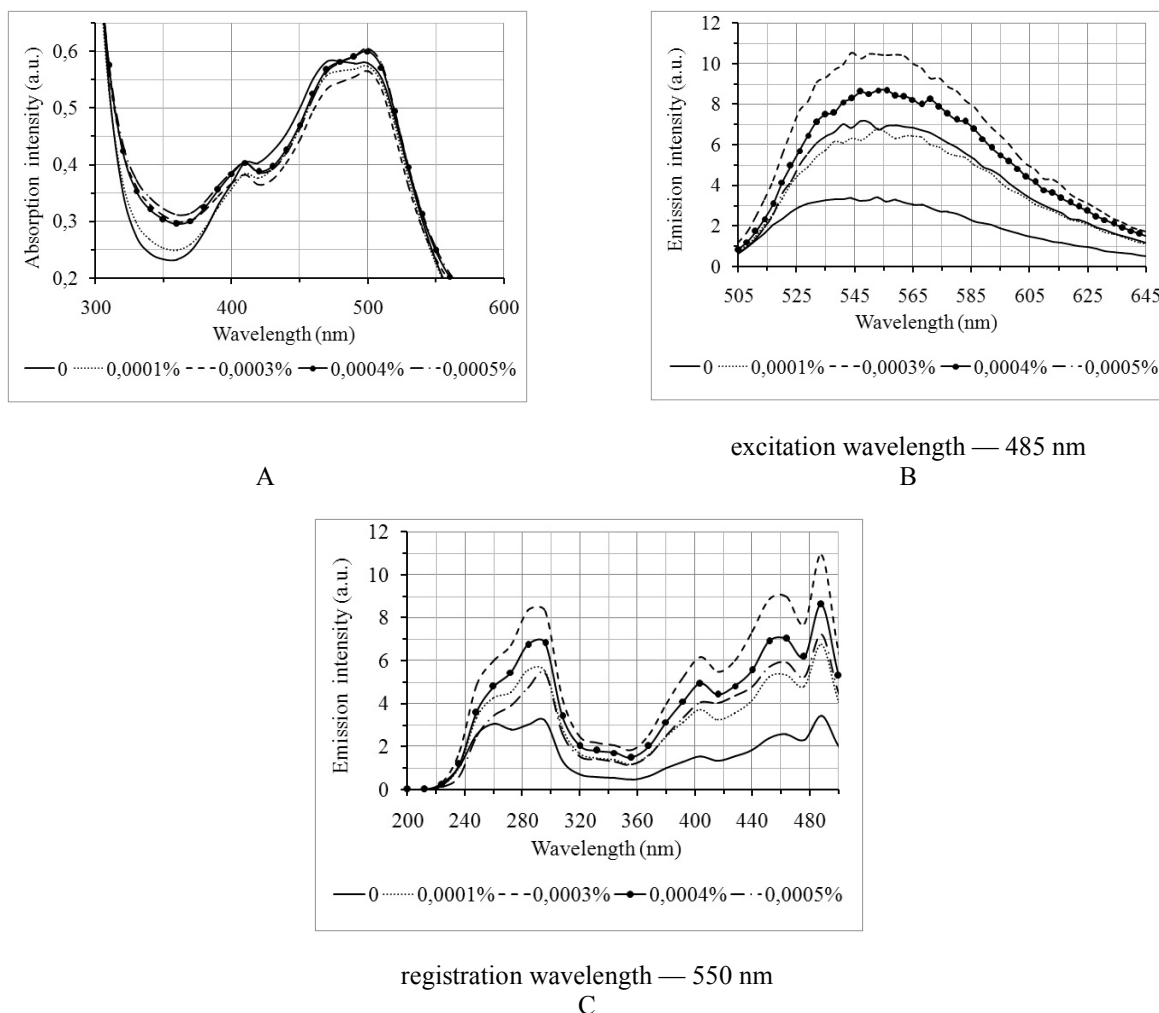 0,6
0,5
0,4
0,3
0,2
300 400 500 600
Absorption intensity (a.u.)
Wavelength (nm)
0 0,0001% 0,0003% 0,0004% 0,0005%
A
12
10
8
6
4
2
0
505 525 545 565 585 605 625 645
Emission intensity (a.u.)
Wavelength (nm)
0 0,0001% 0,0003% 0,0004% 0,0005%
excitation wavelength — 485 nm
B
12
10
8
6
4
2
0
200 240 280 320 360 400 440 480
Emission intensity (a.u.)
Wavelength (nm)
0 0,0001% 0,0003% 0,0004% 0,0005%
registration wavelength — 550 nm
C